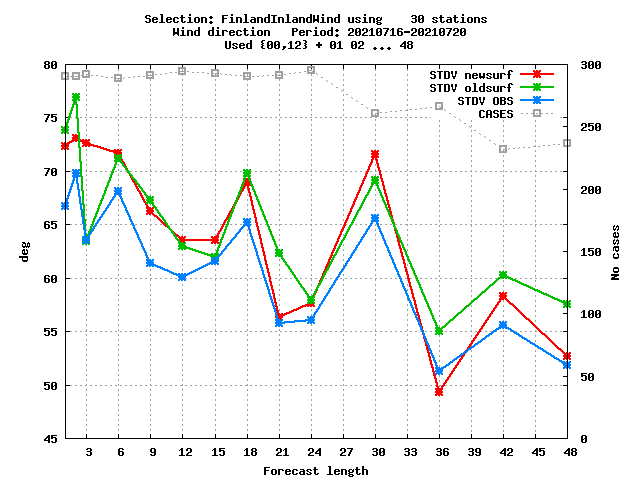 Selection: FinlandInlandWind using    30 stations
Wind direction   Period: 20210716-20210720
Used {00,12} + 01 02 ... 48
80
75
70
65
60
55
50
45
deg
300
250
200
150
100
50
0
No cases
STDV newsurf
STDV oldsurf
STDV OBS
CASES
3 6 9 12 15 18 21 24 27 30 33 36 39 42 45 48
Forecast length